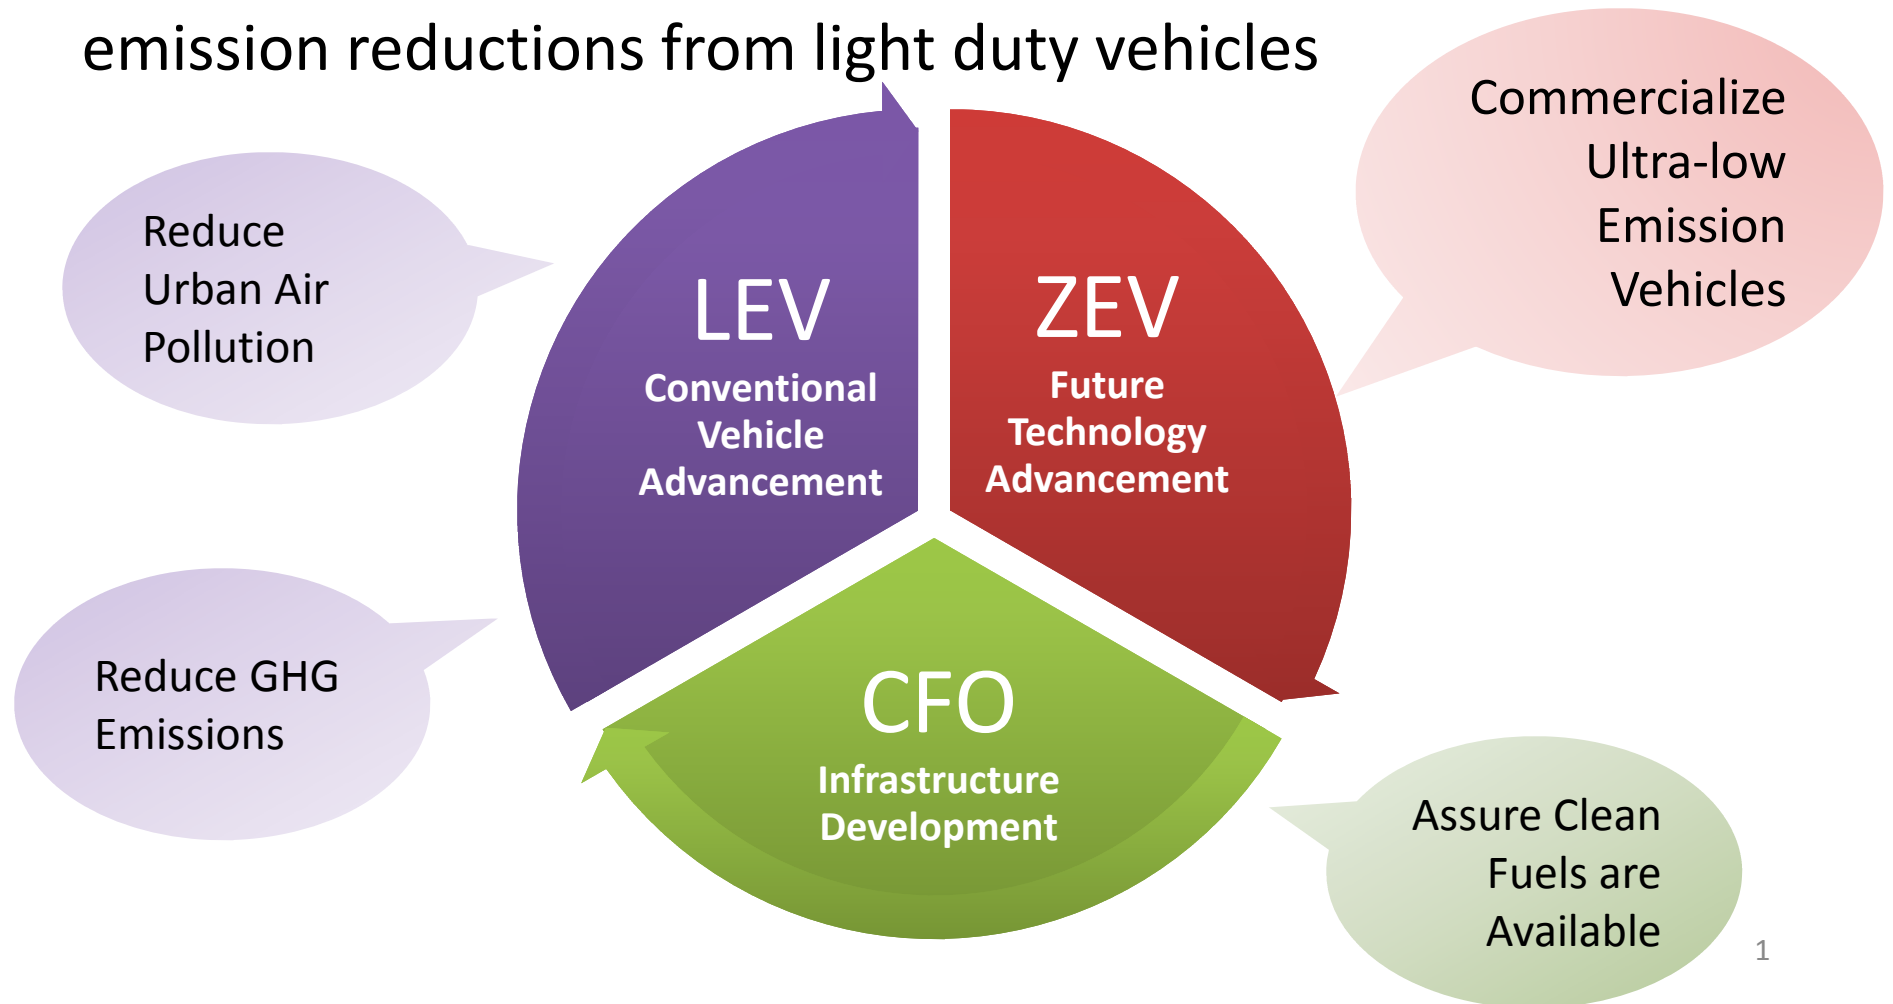 emission reductions from light duty vehicles
Reduce
Urban Air
Pollution
LEV
Conventional
Vehicle
Advancement
ZEV
Future
Technology
Advancement
Commercialize
Ultra-low
Emission
Vehicles
Reduce GHG
Emissions
CFO
Infrastructure
Development
Assure Clean
Fuels are
Available
1